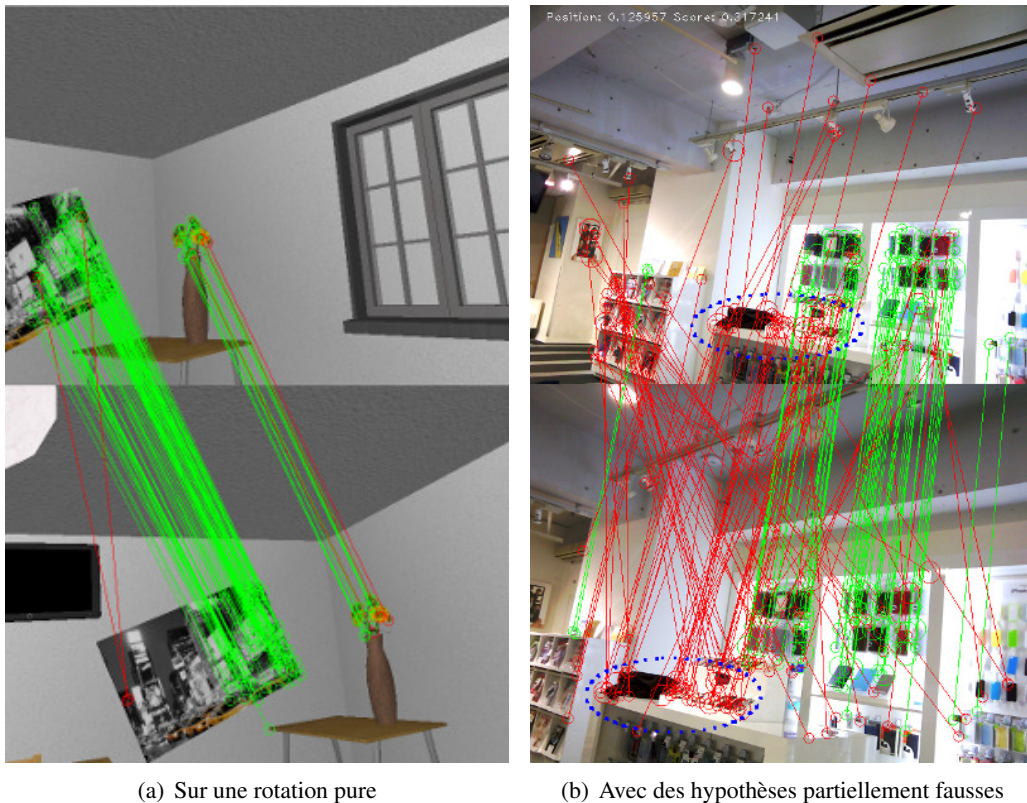 Position: 0.125957 Score: 0.317241
(a) Sur une rotation pure
(b) Avec des hypothèses partiellement fausses